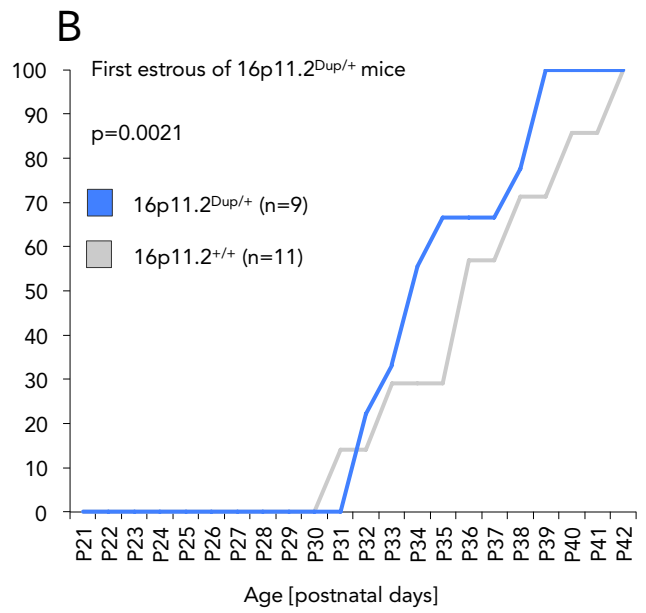 B
First estrous of 16p11.2Dup/+ mice
p=0.0021
16p11.2Dup/+ (n=9)
16p11.2+/+ (n=11)
100
90
80
70
60
50
40
30
20
10
0
P21
P22
P23
P24
P25
P26
P27
P28
P29
P30
P31
P32
P33
P34
P35
P36
P37
P38
P39
P40
P41
P42
Age [postnatal days]